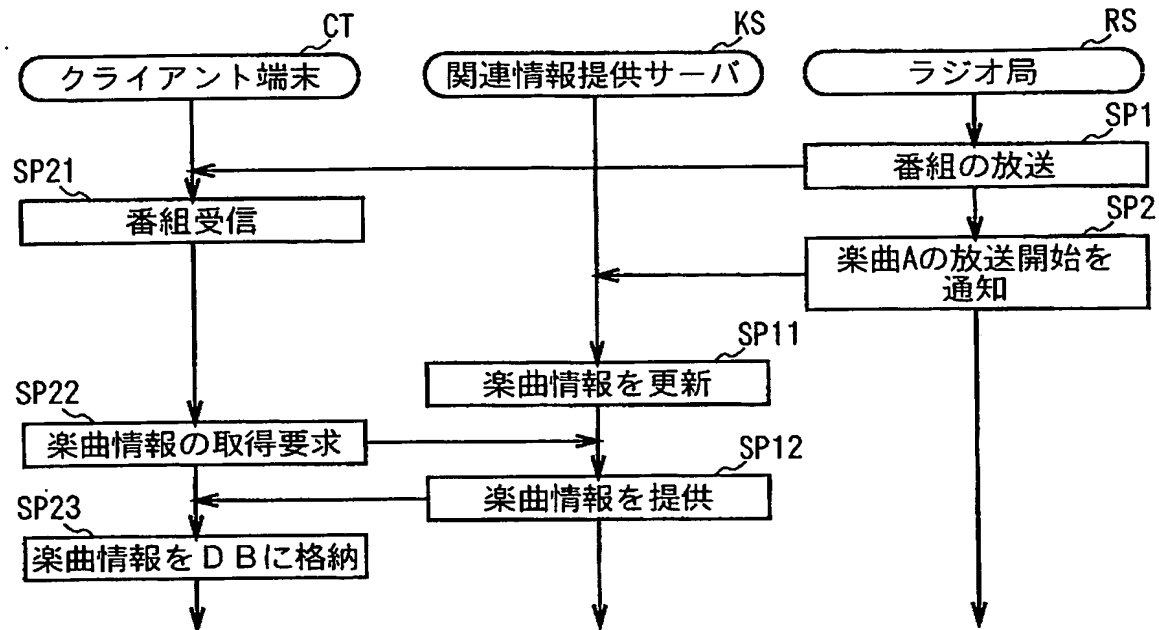 CT
KS
RS
クライアント端末
関連情報提供サーバ
ラジオ局
SP1
番組の放送
SP21
番組受信
SP2
楽曲Aの放送開始を
通知
SP11
楽曲情報を更新
SP22
楽曲情報の取得要求
SP12
楽曲情報を提供
SP23
楽曲情報をDBに格納